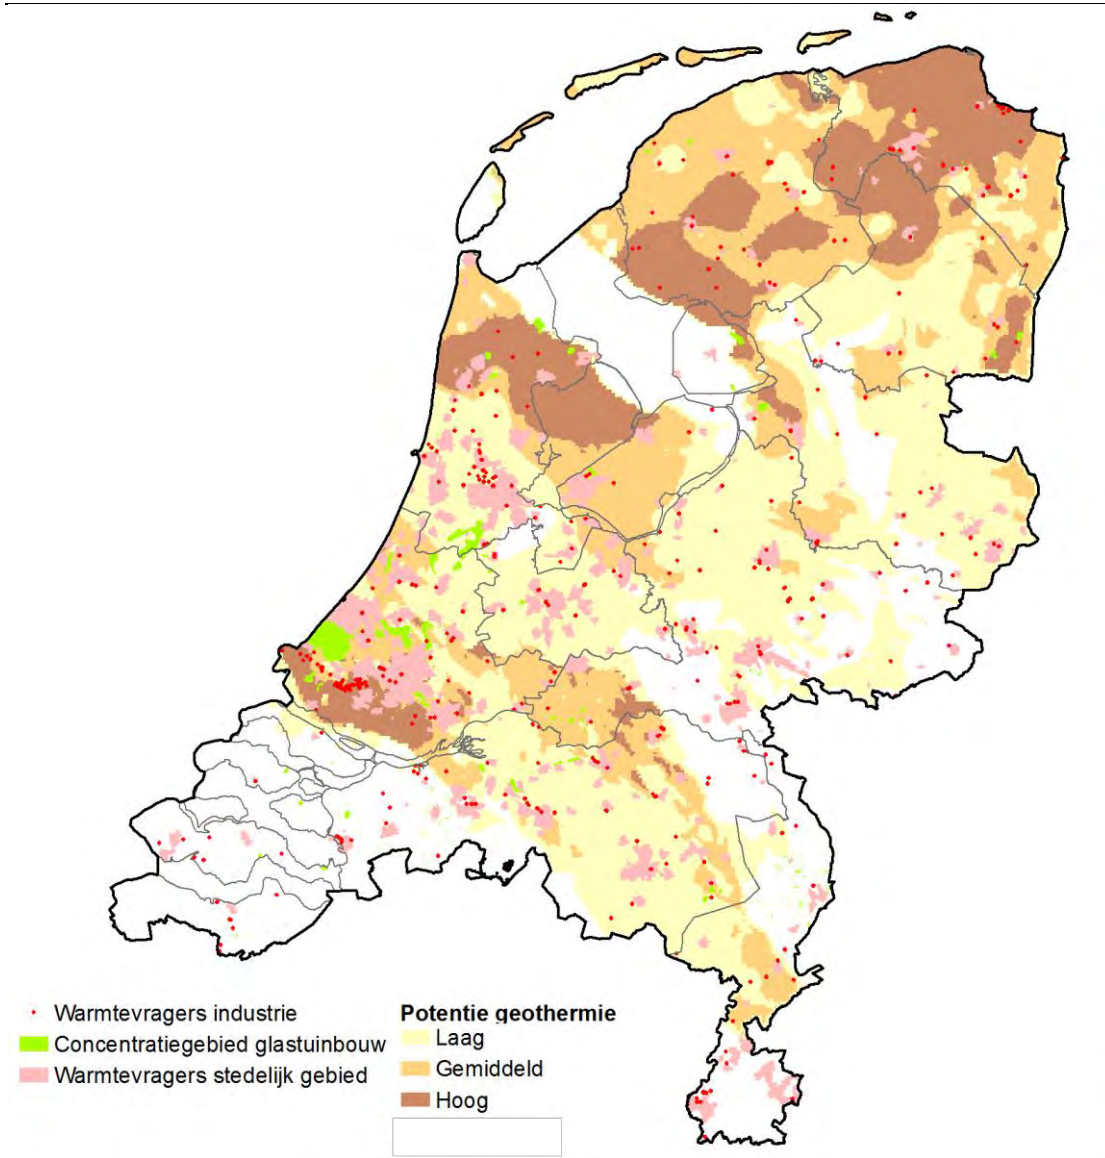 Warmtevragers industrie
Concentratiegebied glastuinbouw
Warmtevragers stedelijk gebied
Potentie geothermie
Laag
Gemiddeld
Hoog